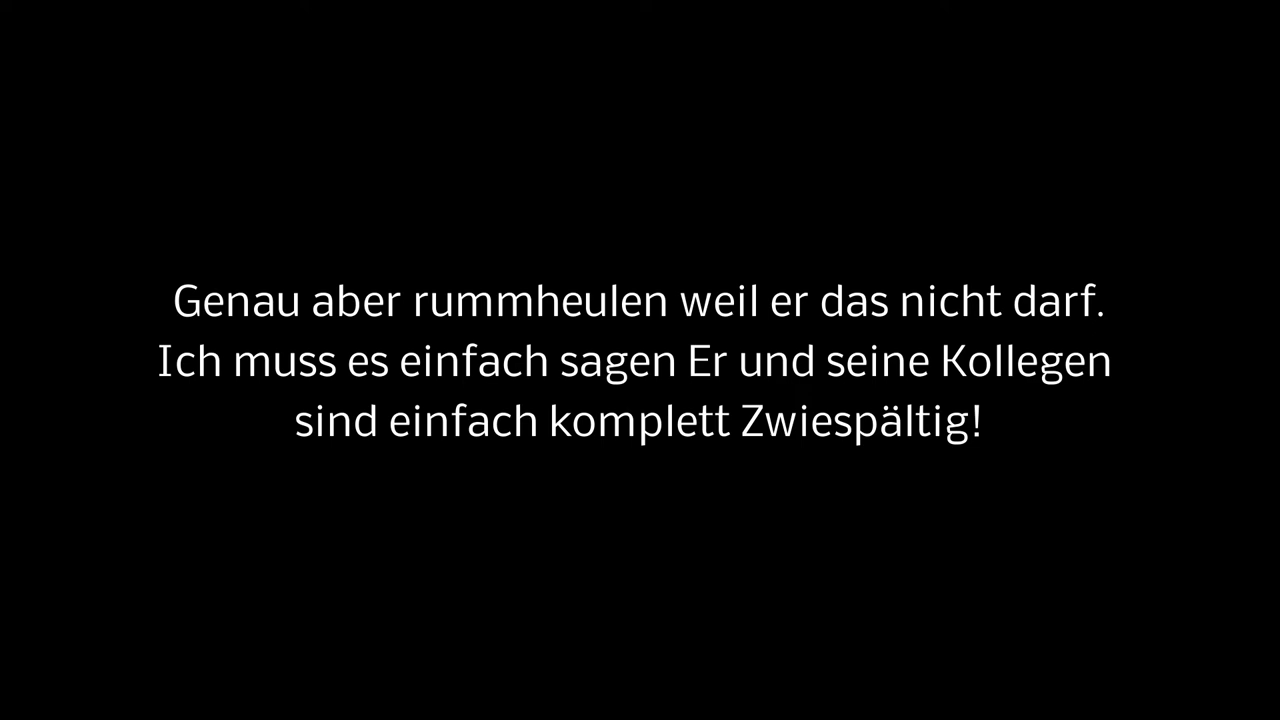 Genau aber rummheulen weil er das nicht darf.
Ich muss es einfach sagen Er und seine Kollegen
sind einfach komplett Zwiespältig!